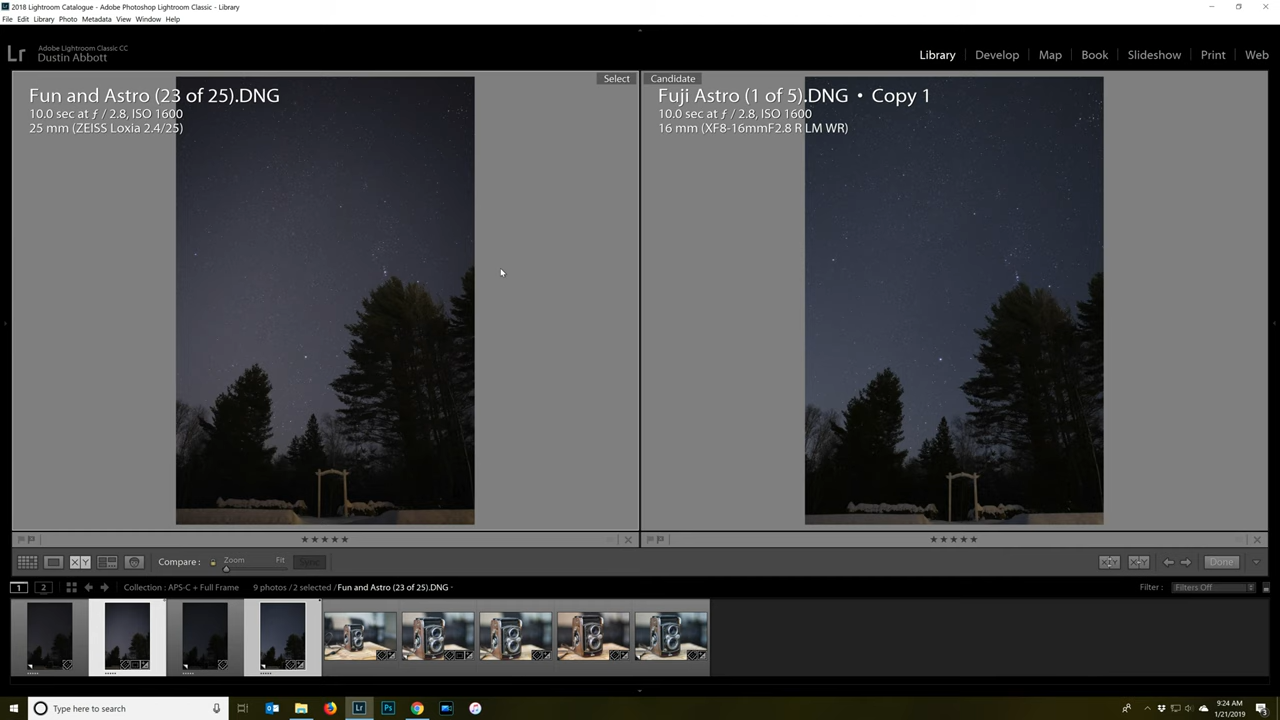 2018 Lightroom Catalogue - Adobe Photoshop Lightroom Classic - Library
File Edit Library Photo Metadata View Window Help
Lr
Adobe Lightroom Classic CC
Dustin Abbott
Library Develop Map Book Slideshow Print Web
Select
Fun and Astro (23 of 25).DNG
10.0 sec at ƒ / 2.8, ISO 1600
25 mm (ZEISS Loxia 2.4/25)
Candidate
Fuji Astro (1 of 5).DNG • Copy 1
10.0 sec at ƒ / 2.8, ISO 1600
16 mm (XF8-16mmF2.8 R LM WR)
XY
Compare :
Zoom
Fit
Sync
Done
1 2
Collection : APS-C + Full Frame
9 photos / 2 selected / Fun and Astro (23 of 25).DNG
Filter : Filters Off
Type here to search
Lr
Ps
9:24 AM
1/21/2019
3